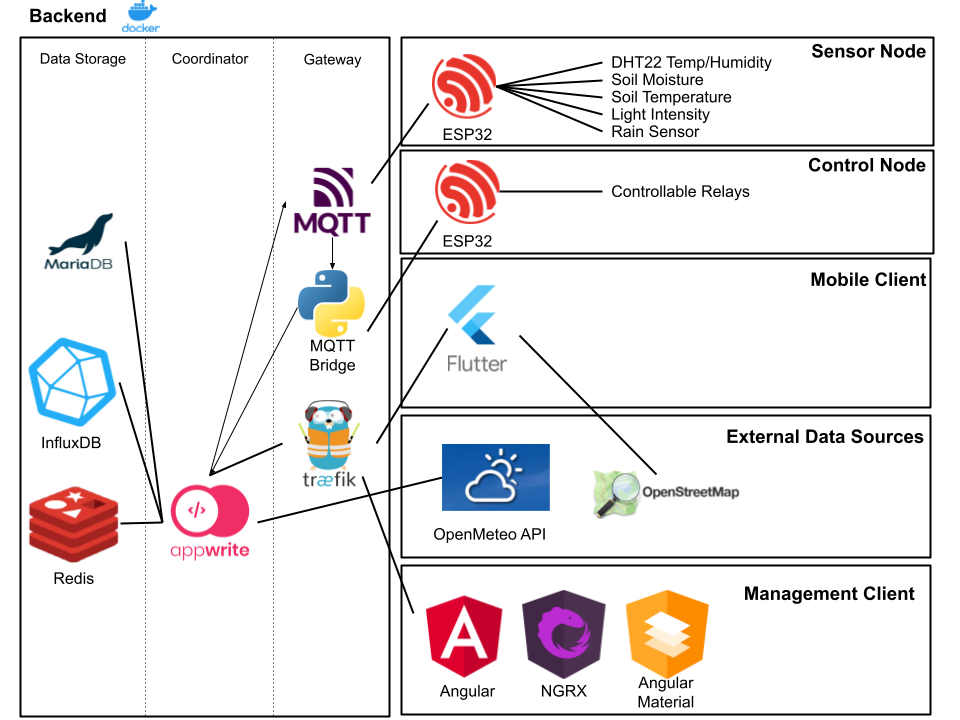 Backend
docker
Data Storage
Coordinator
Gateway
MariaDB
InfluxDB
Redis
</>
appwrite
MQTT
MQTT
Bridge
træfik
Sensor Node
ESP32
DHT22 Temp/Humidity
Soil Moisture
Soil Temperature
Light Intensity
Rain Sensor
Control Node
ESP32
Controllable Relays
Mobile Client
Flutter
External Data Sources
OpenMeteo API
OpenStreetMap
Management Client
A
Angular
NGRX
Angular
Material